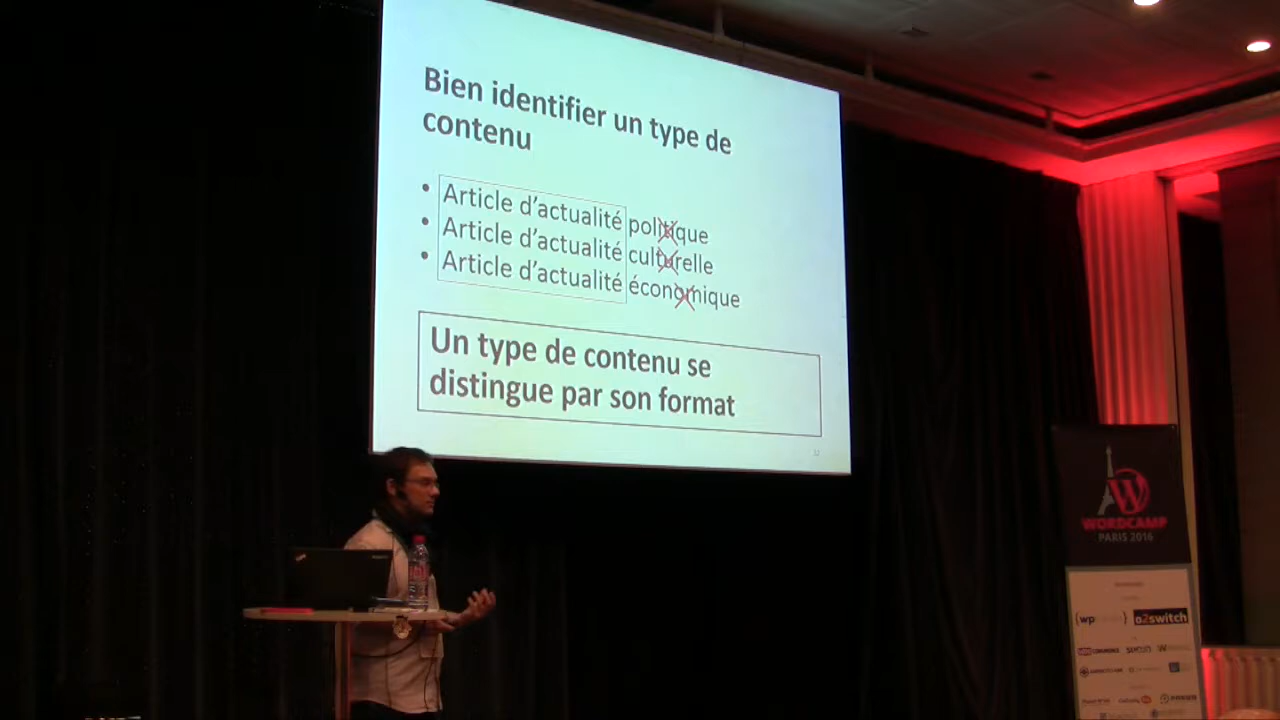 Bien identifier un type de
contenu
• Article d'actualité politique
• Article d'actualité culturelle
• Article d'actualité économique
Un type de contenu se
distingue par son format
WORDCAMP
PARIS 2016
o2switch